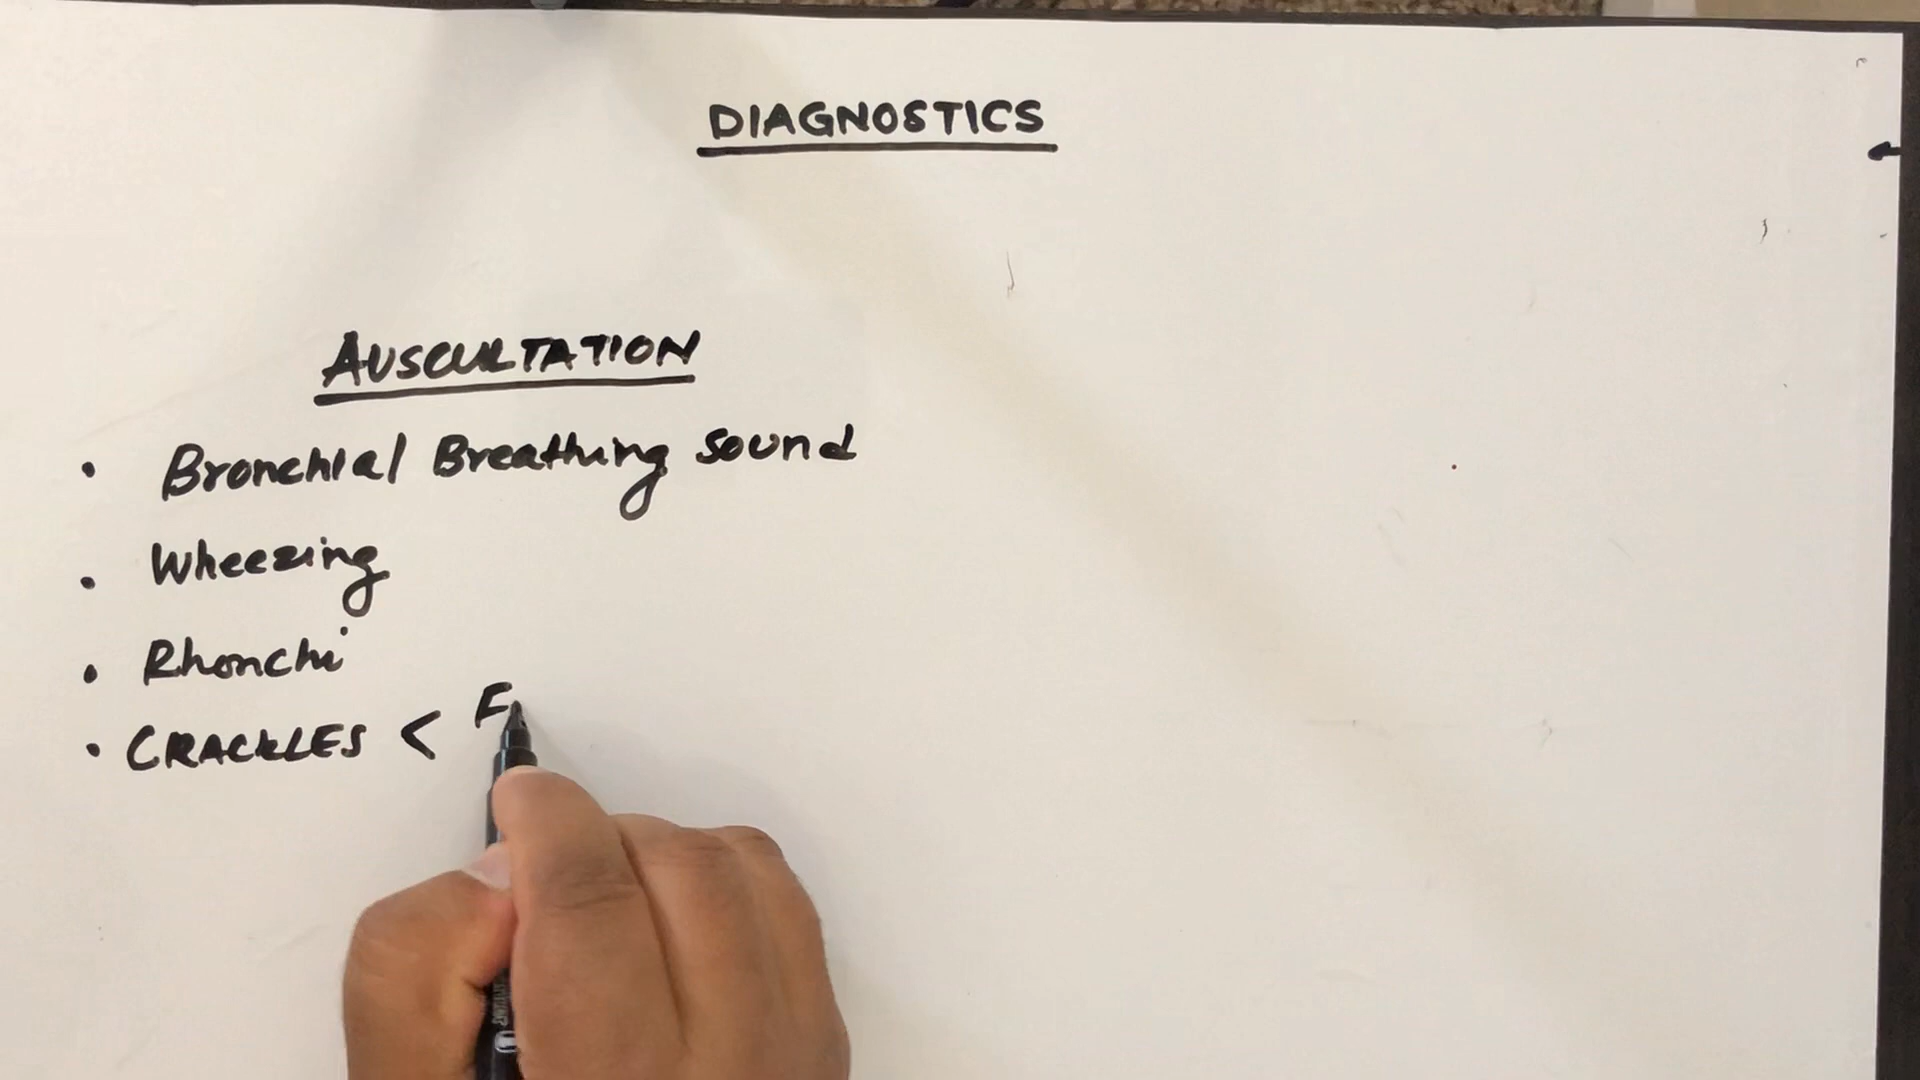 DIAGNOSTICS
AUSCULTATION
• Bronchial Breathing sound
• Wheezing
• Rhonchi
• CRACKLES < F